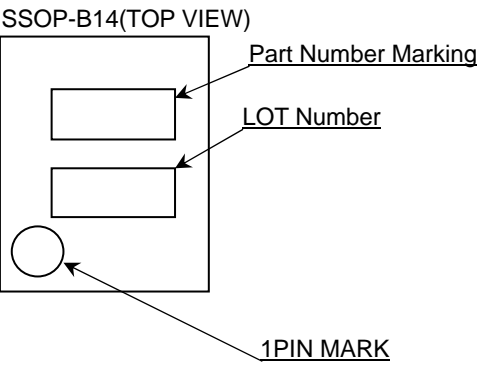 SSOP-B14(TOP VIEW)
Part Number Marking
LOT Number
1PIN MARK